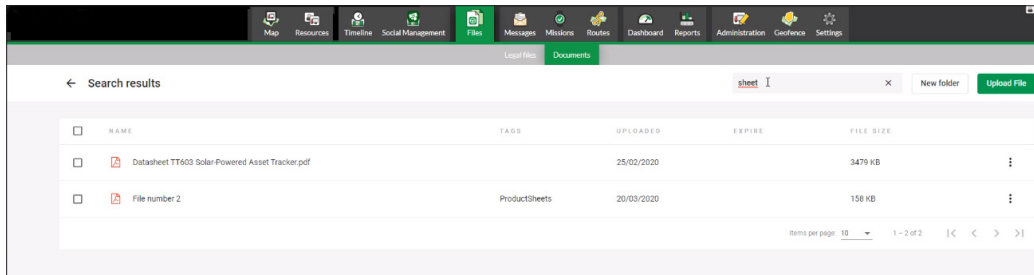 Map Resources Timeline Social Management Files Messages Missions Routes Dashboard Reports Administration Geofence Settings
Legal files Documents
Search results sheet New folder Upload File
NAME TAGS UPLOADED EXPIRE FILE SIZE
Datasheet TT603 Solar-Powered Asset Tracker.pdf 25/02/2020 3479 KB
File number 2 ProductSheets 20/03/2020 158 KB
Items per page: 10 1 – 2 of 2